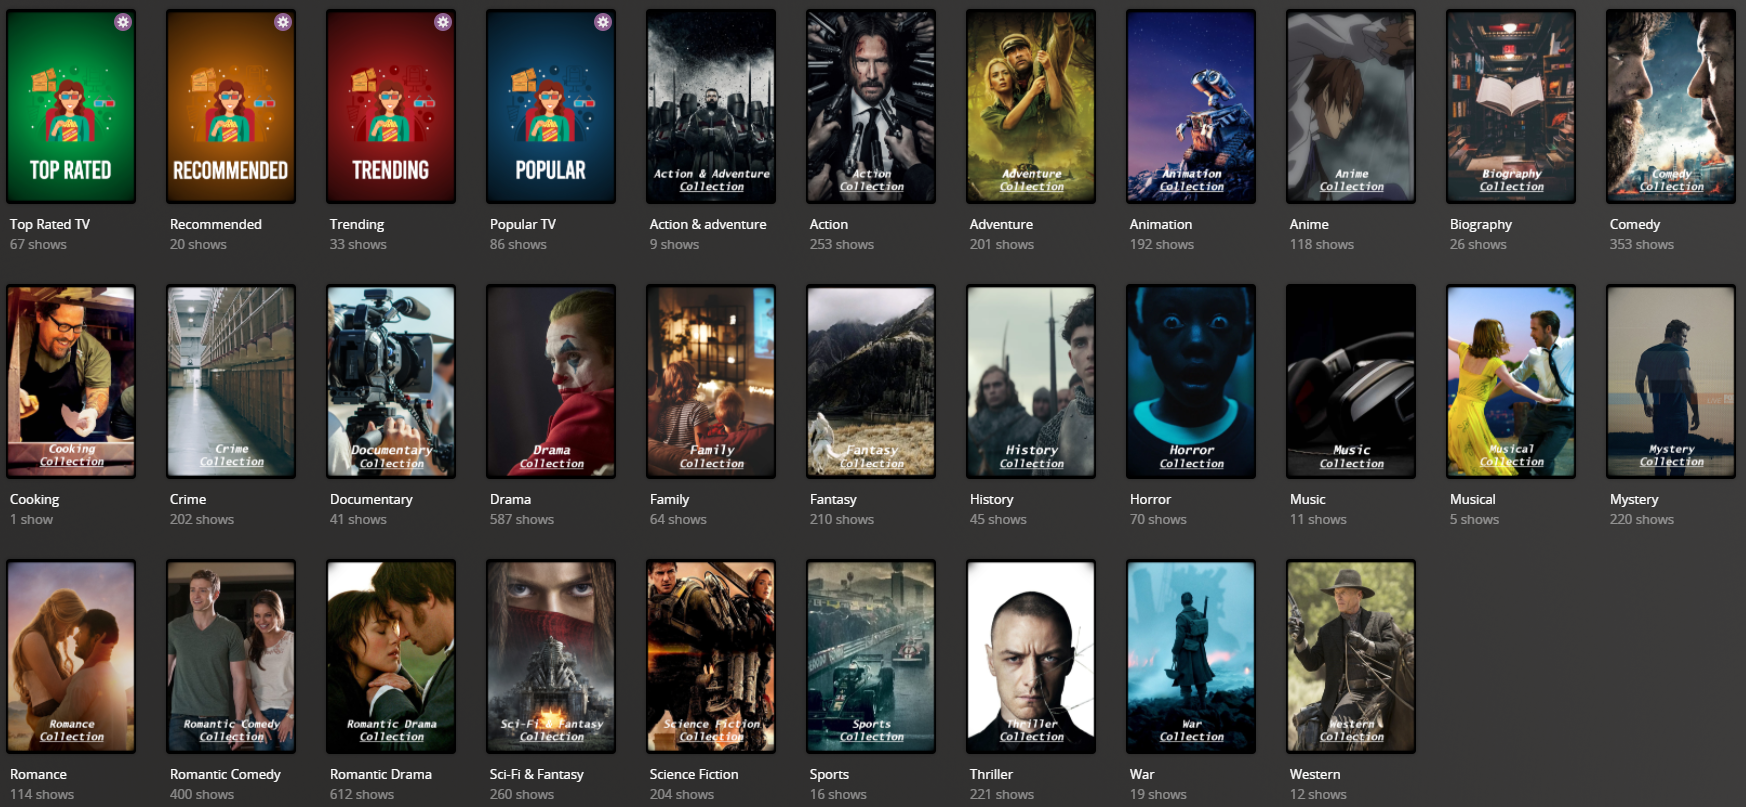 TOP RATED
RECOMMENDED
TRENDING
POPULAR
Action & Adventure
Collection
Action
Collection
Adventure
Collection
Animation
Collection
Anime
Collection
Biography
Collection
Comedy
Collection
Top Rated TV
67 shows
Recommended
20 shows
Trending
33 shows
Popular TV
86 shows
Action & adventure
9 shows
Action
253 shows
Adventure
201 shows
Animation
192 shows
Anime
118 shows
Biography
26 shows
Comedy
353 shows
Cooking
Collection
Crime
Collection
Documentary
Collection
Drama
Collection
Family
Collection
Fantasy
Collection
History
Collection
Horror
Collection
Music
Collection
Musical
Collection
Mystery
Collection
Cooking
1 show
Crime
202 shows
Documentary
41 shows
Drama
587 shows
Family
64 shows
Fantasy
210 shows
History
45 shows
Horror
70 shows
Music
11 shows
Musical
5 shows
Mystery
220 shows
Romance
Collection
Romantic Comedy
Collection
Romantic Drama
Collection
Sci-Fi & Fantasy
Collection
Science Fiction
Collection
Sports
Collection
Thriller
Collection
War
Collection
Western
Collection
Romance
114 shows
Romantic Comedy
400 shows
Romantic Drama
612 shows
Sci-Fi & Fantasy
260 shows
Science Fiction
204 shows
Sports
16 shows
Thriller
221 shows
War
19 shows
Western
12 shows